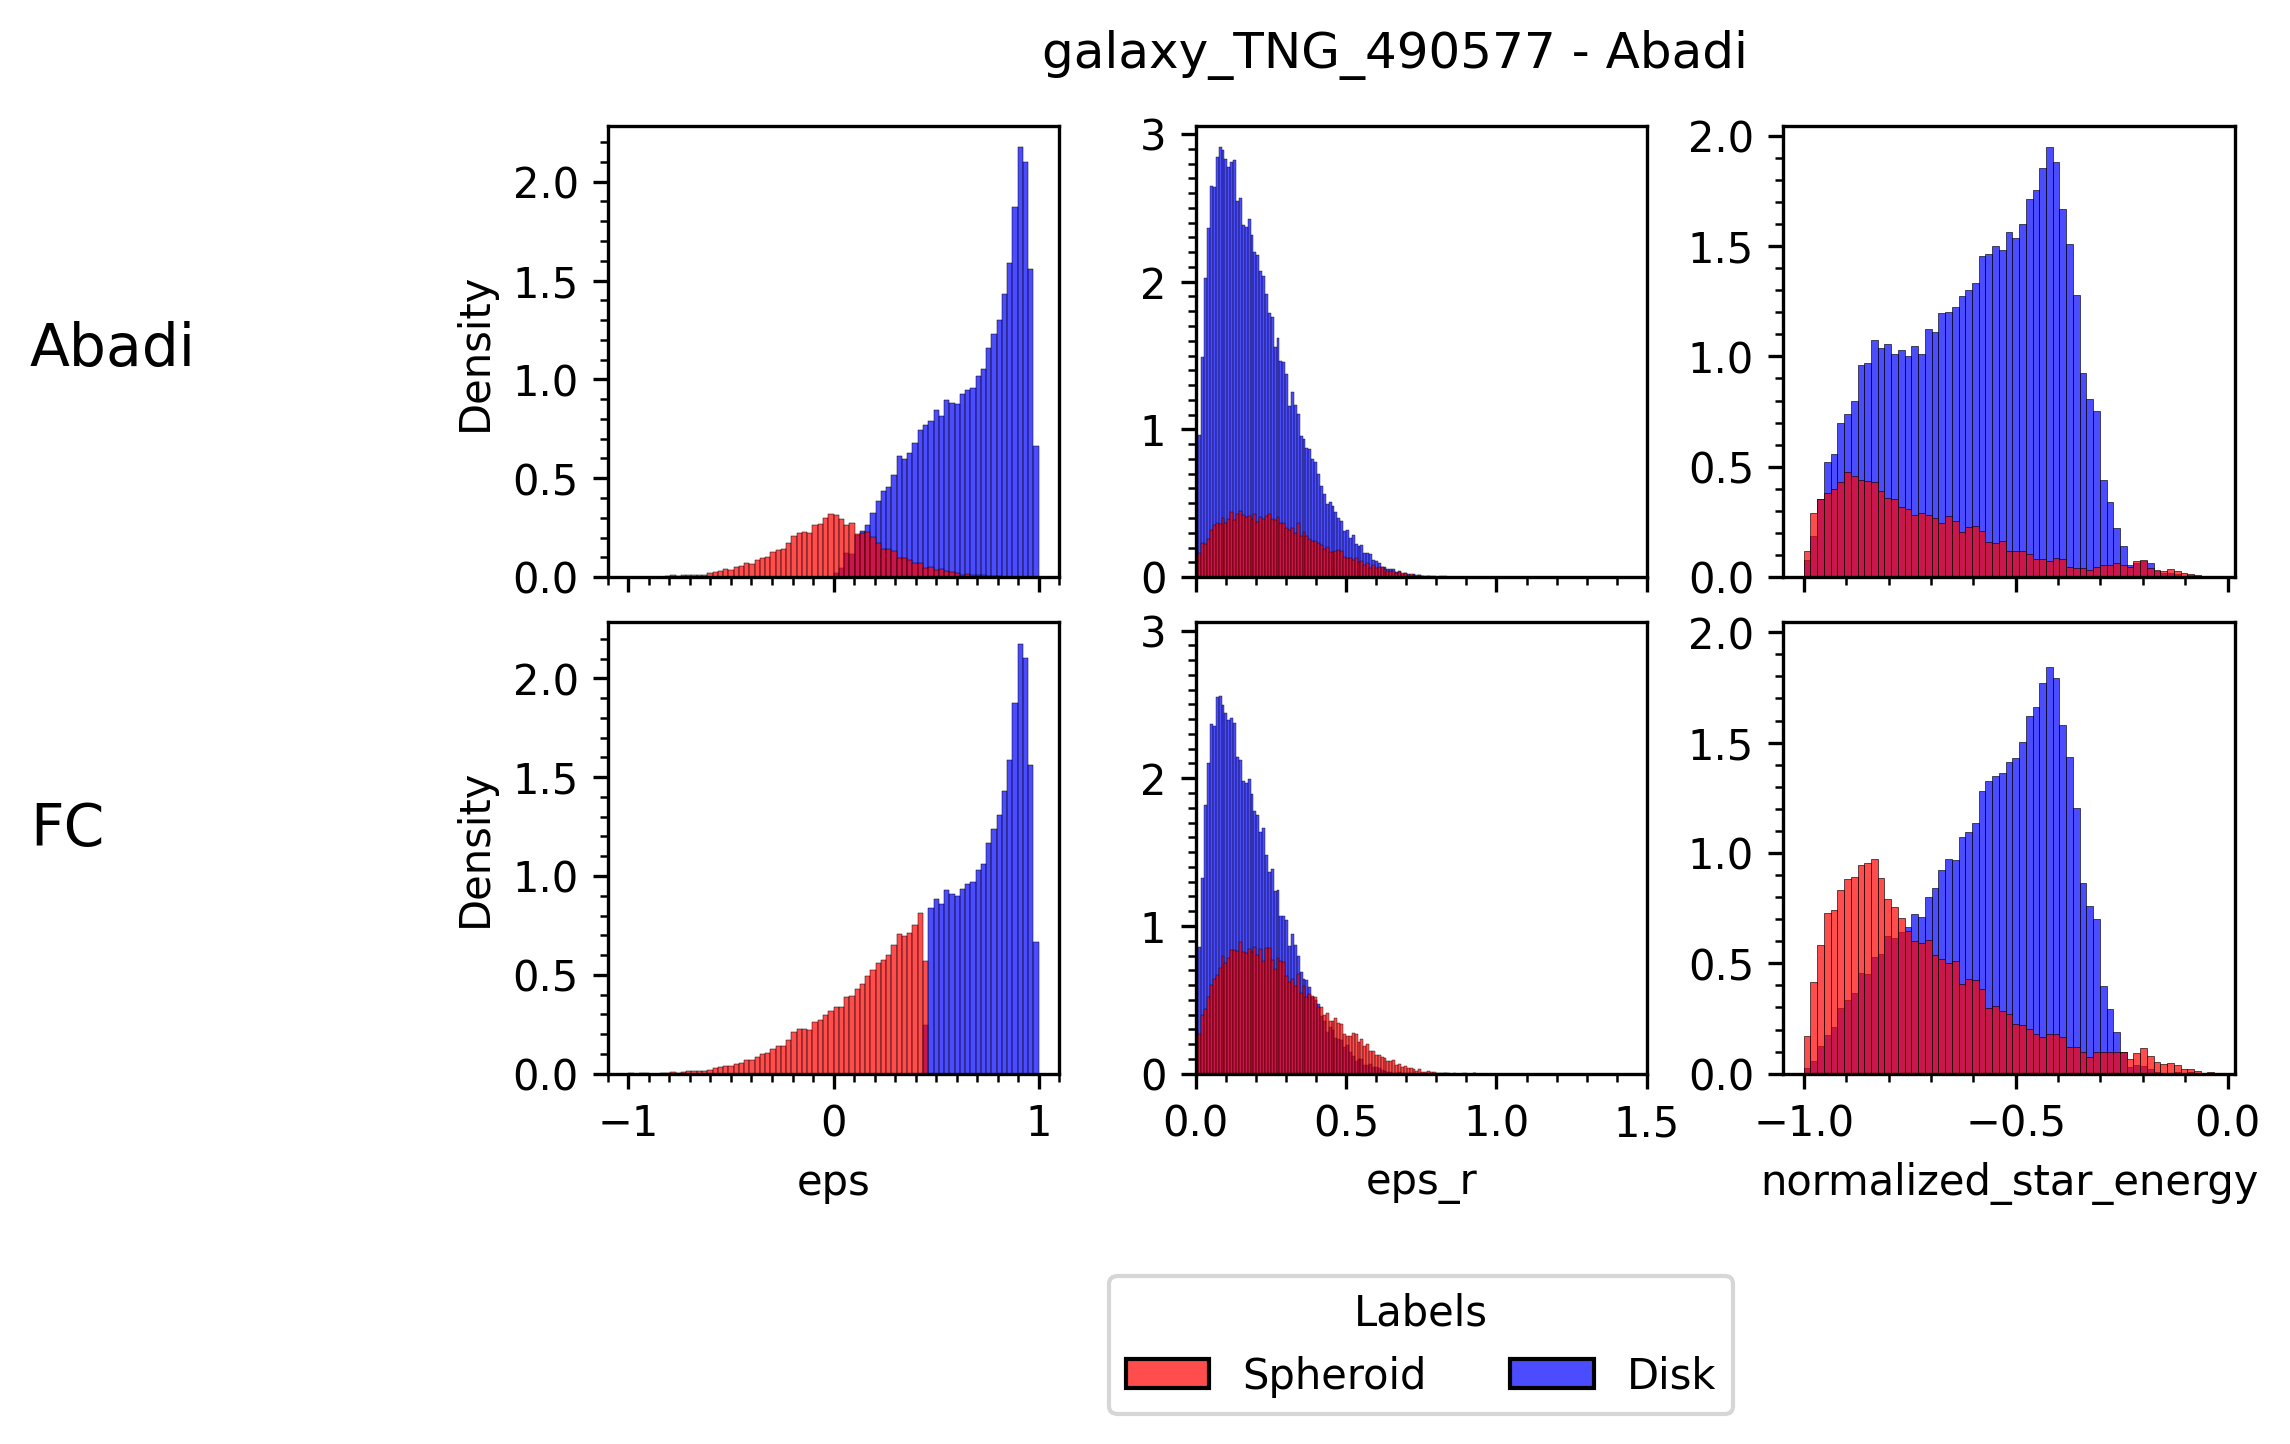 galaxy_TNG_490577 - Abadi
Abadi
Density
0.0 0.5 1.0 1.5 2.0
0 1 2 3
0.0 0.5 1.0 1.5 2.0
FC
Density
0.0 0.5 1.0 1.5 2.0
0 1 2 3
0.0 0.5 1.0 1.5 2.0
−1 0 1
0.0 0.5 1.0 1.5
−1.0 −0.5 0.0
eps
eps_r
normalized_star_energy
Labels
Spheroid Disk